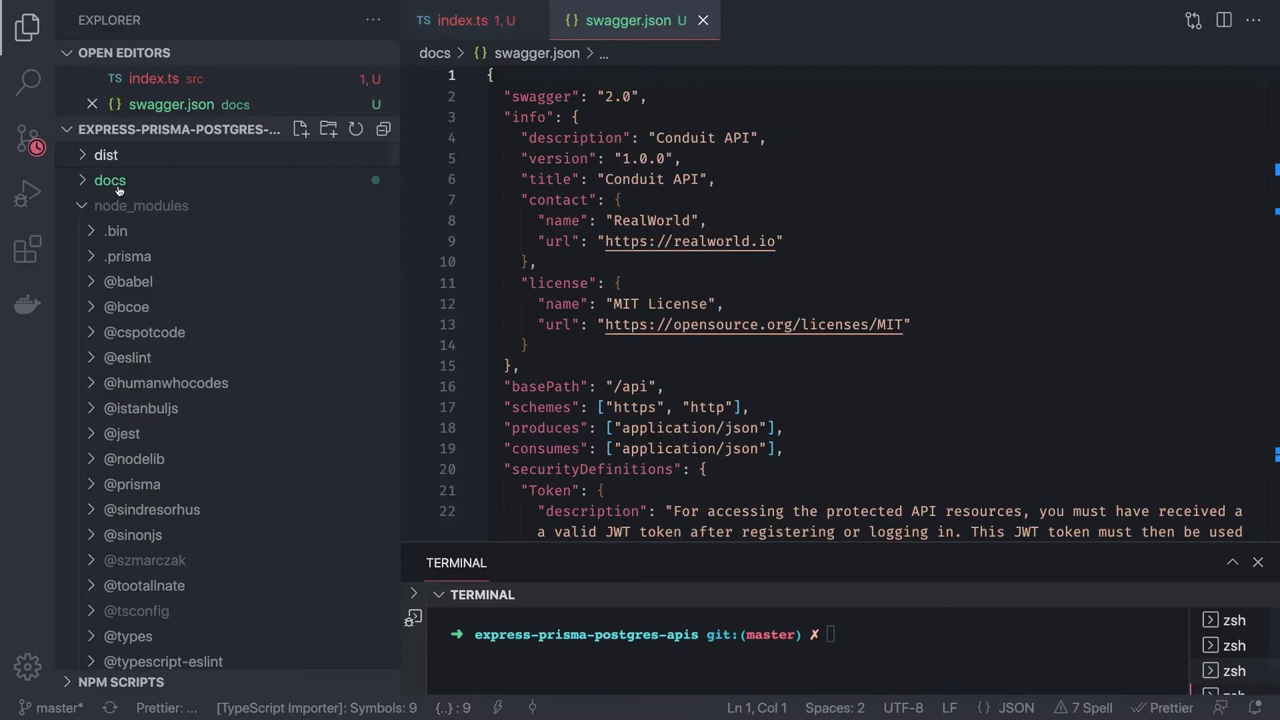 EXPLORER
OPEN EDITORS
TS index.ts src 1, U
{} swagger.json docs U
EXPRESS-PRISMA-POSTGRES-...
dist
docs
node_modules
.bin
.prisma
@babel
@bcoe
@cspotcode
@eslint
@humanwhocodes
@istanbuljs
@jest
@nodelib
@prisma
@sindresorhus
@sinonjs
@szmarczak
@tootallnate
@tsconfig
@types
@typescript-eslint
NPM SCRIPTS
TS index.ts 1, U
{} swagger.json U
docs > {} swagger.json > ...
1 {
2 "swagger": "2.0",
3 "info": {
4 "description": "Conduit API",
5 "version": "1.0.0",
6 "title": "Conduit API",
7 "contact": {
8 "name": "RealWorld",
9 "url": "https://realworld.io"
10 },
11 "license": {
12 "name": "MIT License",
13 "url": "https://opensource.org/licenses/MIT"
14 }
15 },
16 "basePath": "/api",
17 "schemes": ["https", "http"],
18 "produces": ["application/json"],
19 "consumes": ["application/json"],
20 "securityDefinitions": {
21 "Token": {
22 "description": "For accessing the protected API resources, you must have received a
a valid JWT token after registering or logging in. This JWT token must then be used
TERMINAL
TERMINAL
➜ express-prisma-postgres-apis git:(master) ✗
zsh
zsh
zsh
master* Prettier: ... [TypeScript Importer]: Symbols: 9 {..} : 9 Ln 1, Col 1 Spaces: 2 UTF-8 LF {} JSON 7 Spell Prettier